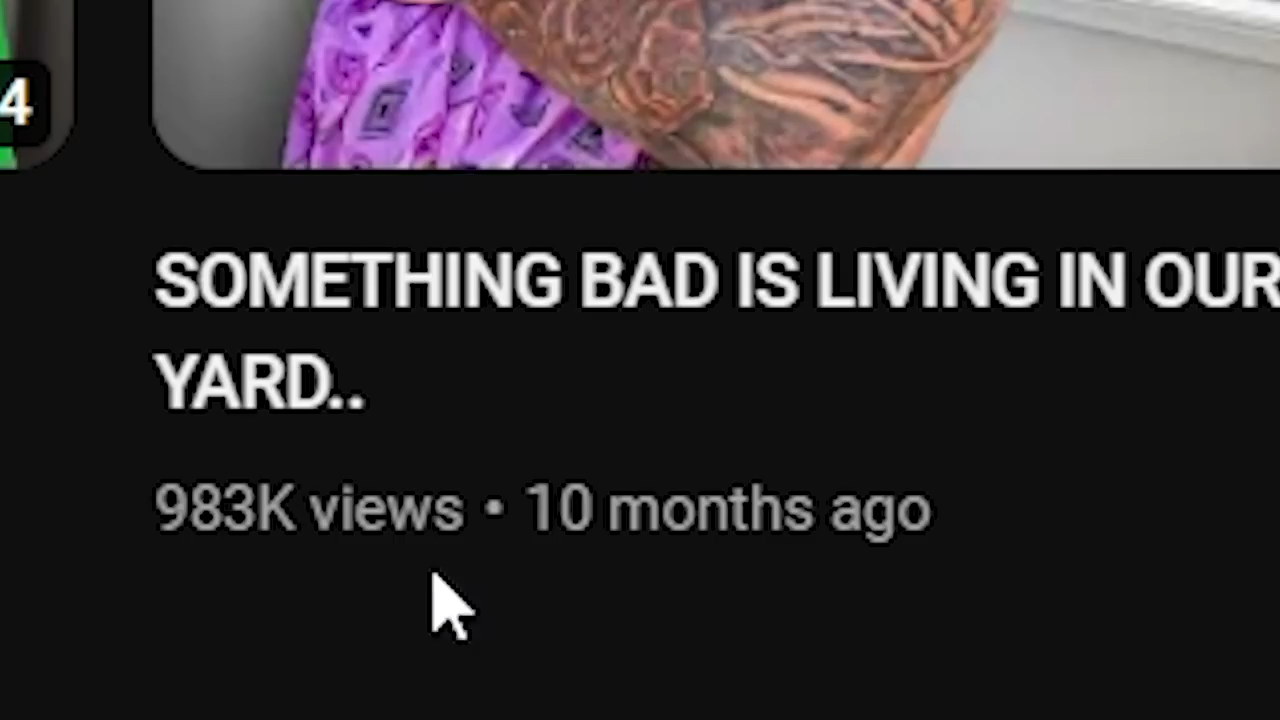 4
SOMETHING BAD IS LIVING IN OUR
YARD..
983K views • 10 months ago